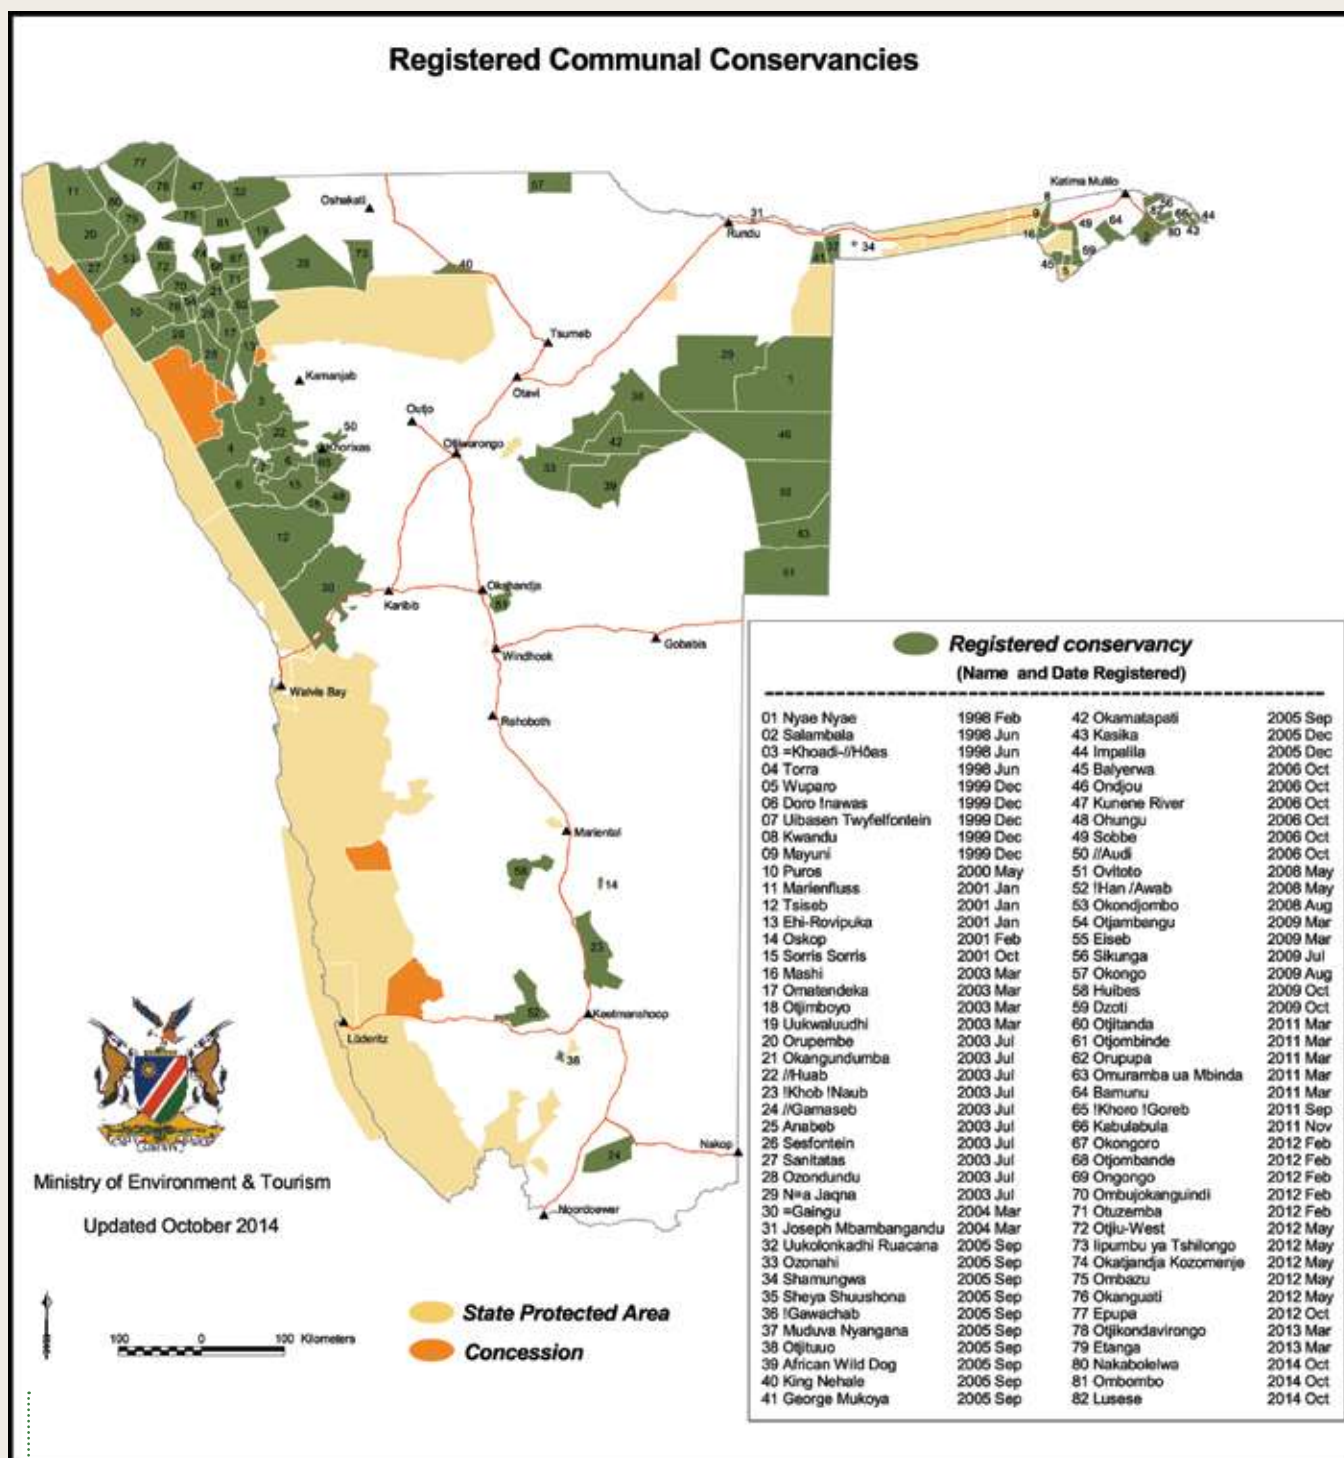 Registered Communal Conservancies
Oshakati
Rundu
Katima Mulilo
Tsumeb
Otavi
Kamanjab
Outjo
Otjiwarongo
Khorixas
Karibib
Okahandja
Windhoek
Gobabis
Walvis Bay
Rehoboth
Mariental
Lüderitz
Keetmanshoop
Nakop
Noordoewer
Registered conservancy
(Name and Date Registered)
01 Nyae Nyae 1998 Feb 42 Okamatapati 2005 Sep
02 Salambala 1998 Jun 43 Kasika 2005 Dec
03 =Khoadi-//Hôas 1998 Jun 44 Impalila 2005 Dec
04 Torra 1998 Jun 45 Balyerwa 2006 Oct
05 Wuparo 1999 Dec 46 Ondjou 2006 Oct
06 Doro !nawas 1999 Dec 47 Kunene River 2006 Oct
07 Uibasen Twyfelfontein 1999 Dec 48 Ohungu 2006 Oct
08 Kwandu 1999 Dec 49 Sobbe 2006 Oct
09 Mayuni 1999 Dec 50 //Audi 2006 Oct
10 Puros 2000 May 51 Ovitoto 2008 May
11 Marienfluss 2001 Jan 52 !Han /Awab 2008 May
12 Tsiseb 2001 Jan 53 Okondjombo 2008 Aug
13 Ehi-Rovipuka 2001 Jan 54 Otjambangu 2009 Mar
14 Oskop 2001 Feb 55 Eiseb 2009 Mar
15 Sorris Sorris 2001 Oct 56 Sikunga 2009 Jul
16 Mashi 2003 Mar 57 Okongo 2009 Aug
17 Omatendeka 2003 Mar 58 Huibes 2009 Oct
18 Otjimboyo 2003 Mar 59 Dzoti 2009 Oct
19 Uukwaluudhi 2003 Mar 60 Otjitanda 2011 Mar
20 Orupembe 2003 Jul 61 Otjombinde 2011 Mar
21 Okangundumba 2003 Jul 62 Orupupa 2011 Mar
22 //Huab 2003 Jul 63 Omuramba ua Mbinda 2011 Mar
23 !Khob !Naub 2003 Jul 64 Bamunu 2011 Mar
24 //Gamaseb 2003 Jul 65 !Khoro !Goreb 2011 Sep
25 Anabeb 2003 Jul 66 Kabulabula 2011 Nov
26 Sesfontein 2003 Jul 67 Okongoro 2012 Feb
27 Sanitatas 2003 Jul 68 Otjombande 2012 Feb
28 Ozondundu 2003 Jul 69 Ongongo 2012 Feb
29 N=a Jaqna 2003 Jul 70 Ombujokanguindi 2012 Feb
30 =Gaingu 2004 Mar 71 Otuzemba 2012 Feb
31 Joseph Mbambangandu 2004 Mar 72 Otjiu-West 2012 May
32 Uukolonkadhi Ruacana 2005 Sep 73 Iipumbu ya Tshilongo 2012 May
33 Ozonahi 2005 Sep 74 Okatjandja Kozomenje 2012 May
34 Shamungwa 2005 Sep 75 Ombazu 2012 May
35 Sheya Shuushona 2005 Sep 76 Okanguati 2012 May
36 !Gawachab 2005 Sep 77 Epupa 2012 Oct
37 Muduva Nyangana 2005 Sep 78 Otjikondavirongo 2013 Mar
38 Otjituuo 2005 Sep 79 Etanga 2013 Mar
39 African Wild Dog 2005 Sep 80 Nakabolelwa 2014 Oct
40 King Nehale 2005 Sep 81 Ombombo 2014 Oct
41 George Mukoya 2005 Sep 82 Lusese 2014 Oct
Ministry of Environment & Tourism
Updated October 2014
100 0 100 Kilometers
State Protected Area
Concession